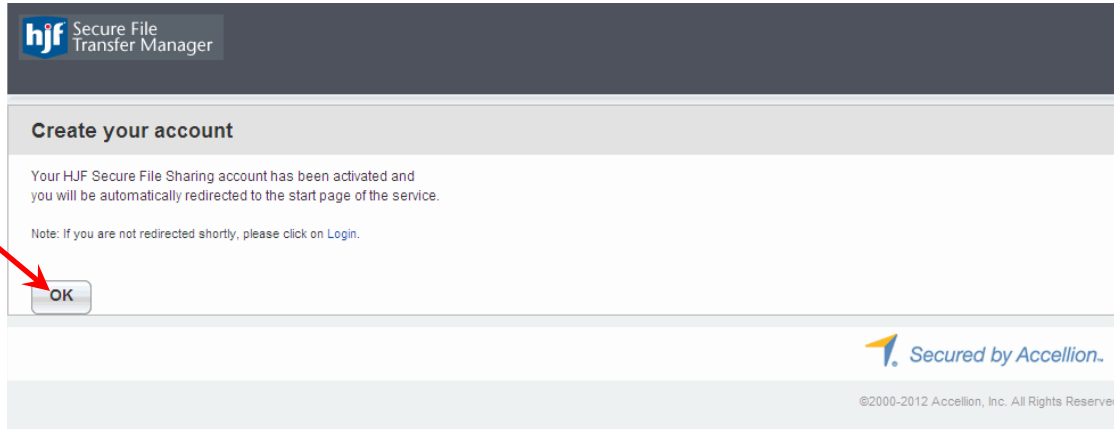 hjf Secure File
Transfer Manager
Create your account
Your HJF Secure File Sharing account has been activated and
you will be automatically redirected to the start page of the service.
Note: If you are not redirected shortly, please click on Login.
OK
Secured by Accellion™
©2000-2012 Accellion, Inc. All Rights Reserve